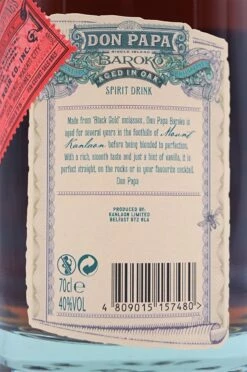 DON PAPA
SINGLE ISLAND
BAROKO
AGED IN OAK
SPIRIT DRINK
Made from 'Black Gold' molasses, Don Papa Baroko is
aged for several years in the foothills of Mount
Kanlaon before being blended to perfection.
With a rich, smooth taste and just a hint of vanilla, it is
perfect straight, on the rocks or in your favourite cocktail.
Don Papa
PRODUCED BY:
KANLAON LIMITED
BELFAST BT2 8LA
70cl e
40%VOL
4 809015 157480